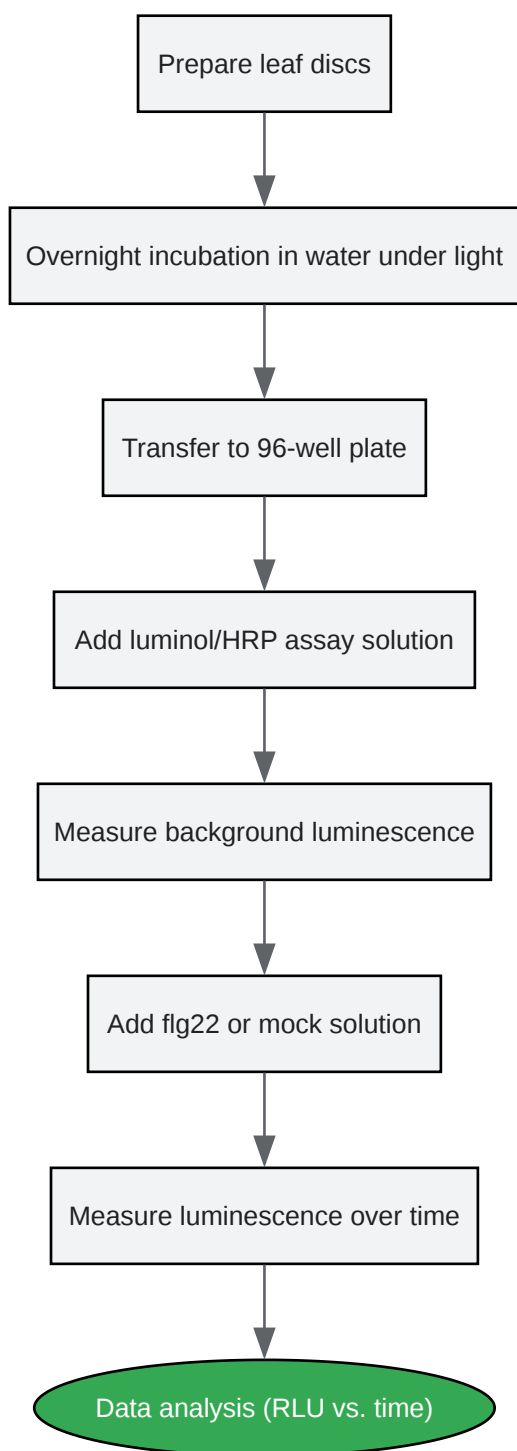 Prepare leaf discs
Overnight incubation in water under light
Transfer to 96-well plate
Add luminol/HRP assay solution
Measure background luminescence
Add flg22 or mock solution
Measure luminescence over time
Data analysis (RLU vs. time)